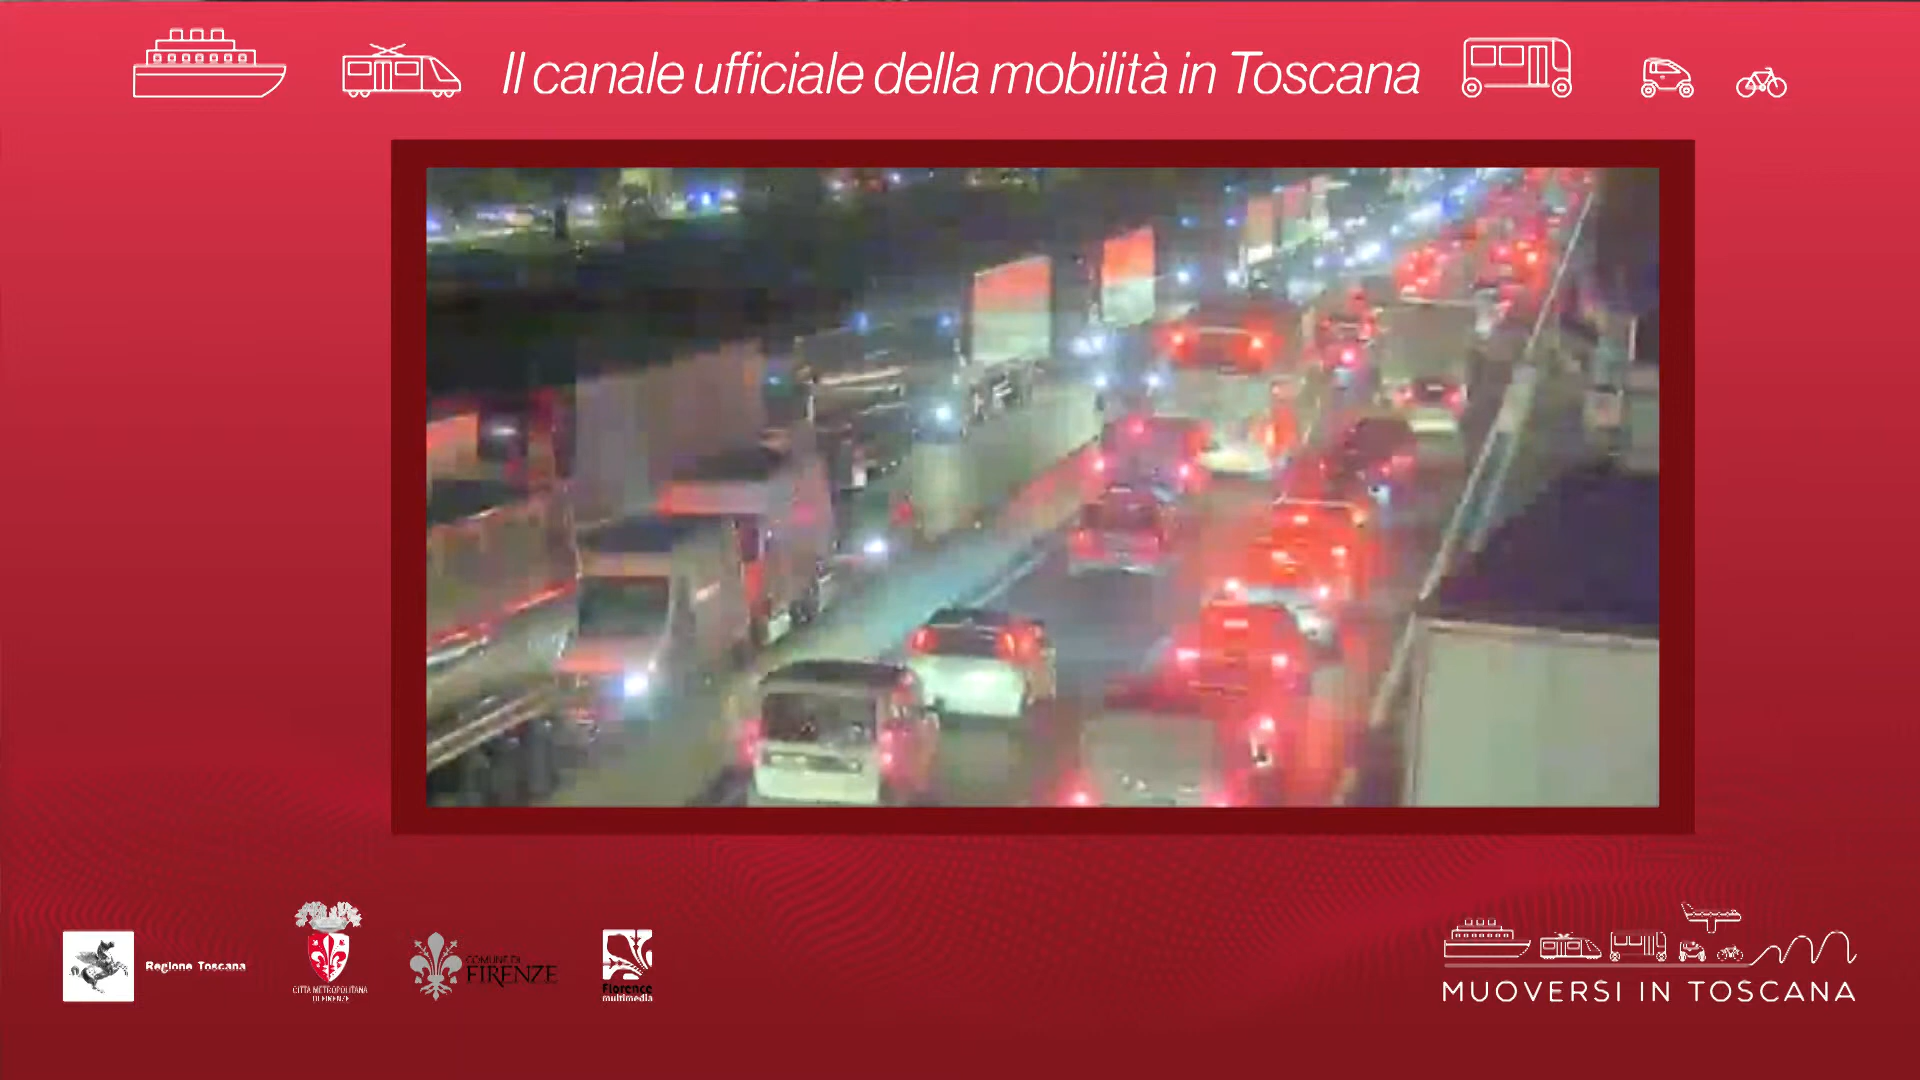 Il canale ufficiale della mobilità in Toscana
Regione Toscana
CITTÀ METROPOLITANA
DI FIRENZE
COMUNE DI
FIRENZE
Florence
multimedia
MUOVERSI IN TOSCANA